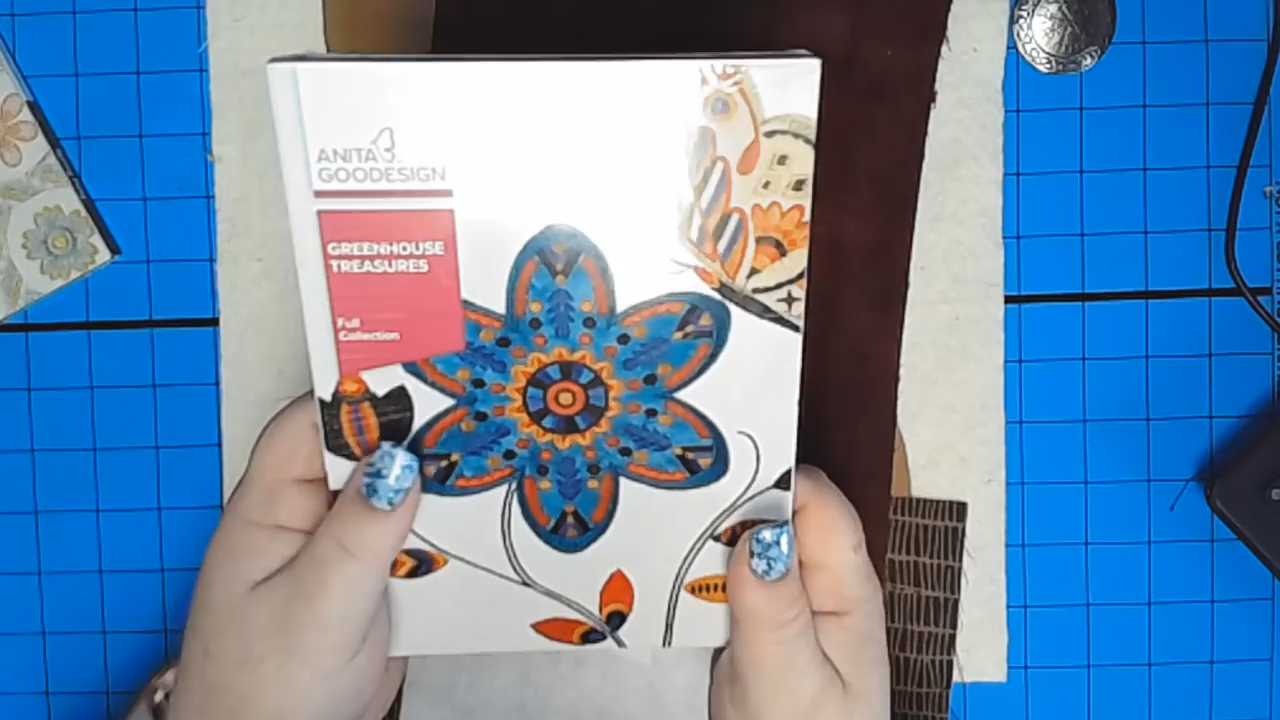 ANITA
GOODESIGN
GREENHOUSE
TREASURES
Full
Collection